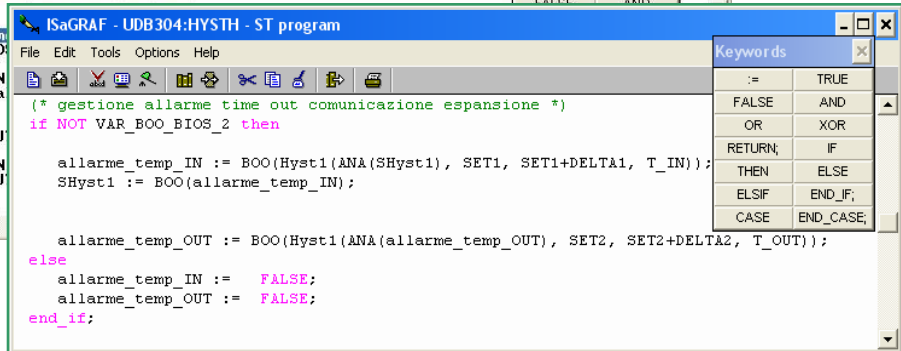 FALSE AND
ISaGRAF - UDB304:HYSTH - ST program
File Edit Tools Options Help
Keywords
:= TRUE
FALSE AND
OR XOR
RETURN; IF
THEN ELSE
ELSIF END_IF;
CASE END_CASE;
(* gestione allarme time out comunicazione espansione *)
if NOT VAR_BOO_BIOS_2 then
allarme_temp_IN := BOO(Hyst1(ANA(SHyst1), SET1, SET1+DELTA1, T_IN));
SHyst1 := BOO(allarme_temp_IN);
allarme_temp_OUT := BOO(Hyst1(ANA(allarme_temp_OUT), SET2, SET2+DELTA2, T_OUT));
else
allarme_temp_IN := FALSE;
allarme_temp_OUT := FALSE;
end_if;